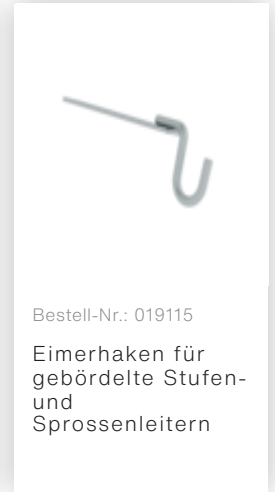 Bestell-Nr.: 019115
Eimerhaken für
gebördelte Stufen-
und
Sprossenleitern